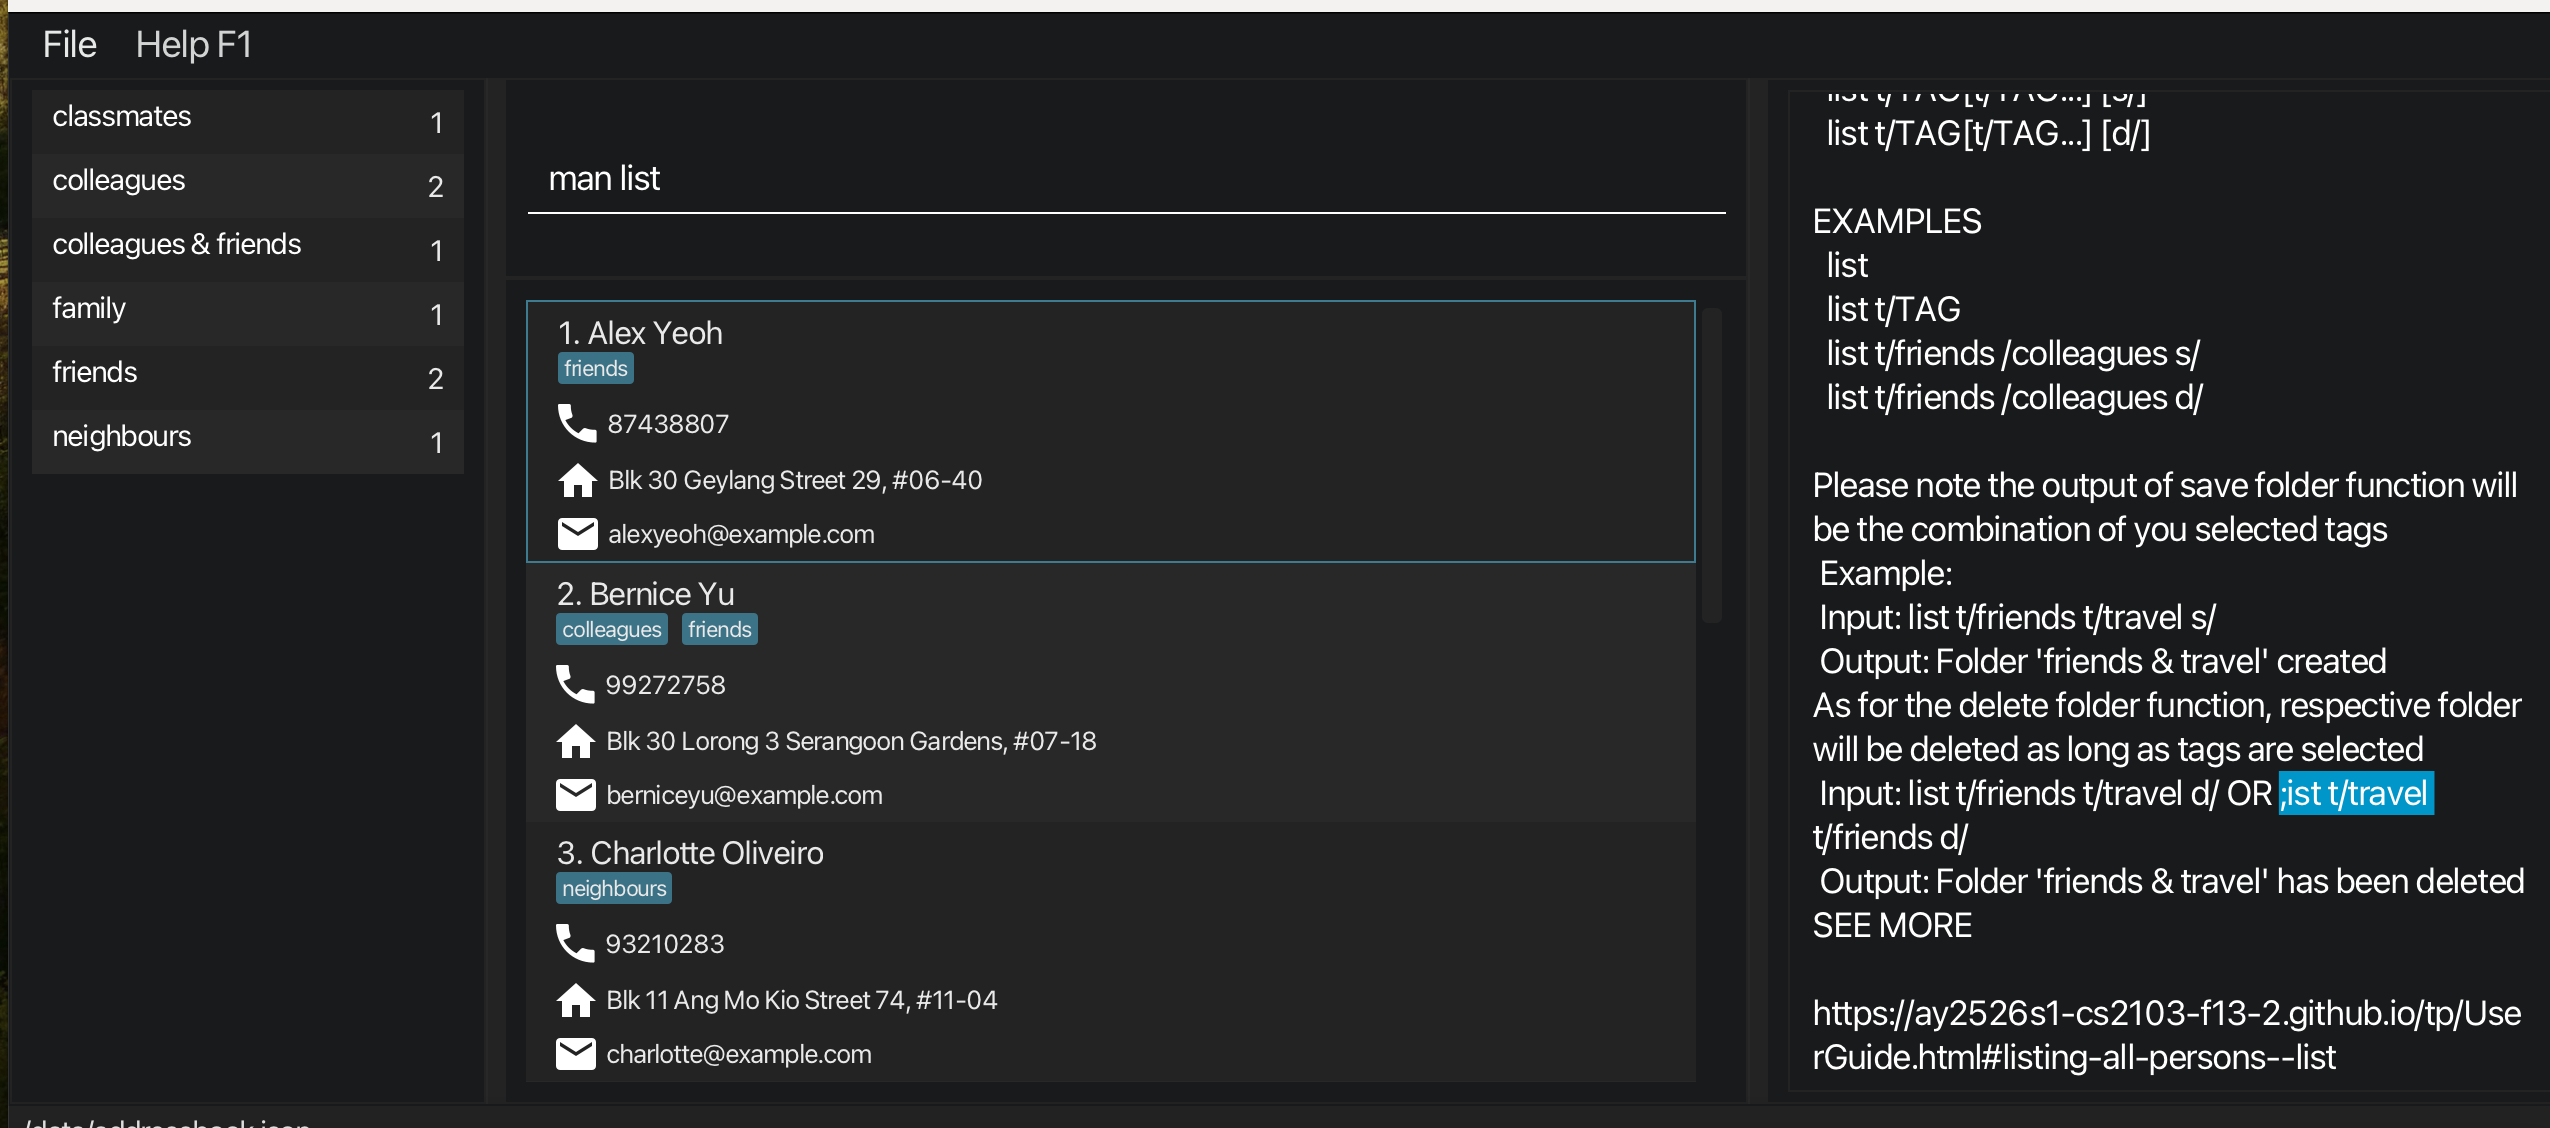 File Help F1
classmates 1
colleagues 2
colleagues & friends 1
family 1
friends 2
neighbours 1
man list
1. Alex Yeoh
friends
87438807
Blk 30 Geylang Street 29, #06-40
alexyeoh@example.com
2. Bernice Yu
colleagues friends
99272758
Blk 30 Lorong 3 Serangoon Gardens, #07-18
berniceyu@example.com
3. Charlotte Oliveiro
neighbours
93210283
Blk 11 Ang Mo Kio Street 74, #11-04
charlotte@example.com
list t/TAG[t/TAG...] [s/]
list t/TAG[t/TAG...] [d/]
EXAMPLES
list
list t/TAG
list t/friends /colleagues s/
list t/friends /colleagues d/
Please note the output of save folder function will
be the combination of you selected tags
Example:
Input: list t/friends t/travel s/
Output: Folder 'friends & travel' created
As for the delete folder function, respective folder
will be deleted as long as tags are selected
Input: list t/friends t/travel d/ OR ;ist t/travel
t/friends d/
Output: Folder 'friends & travel' has been deleted
SEE MORE
https://ay2526s1-cs2103-f13-2.github.io/tp/Use
rGuide.html#listing-all-persons--list
/data/addressbook.json